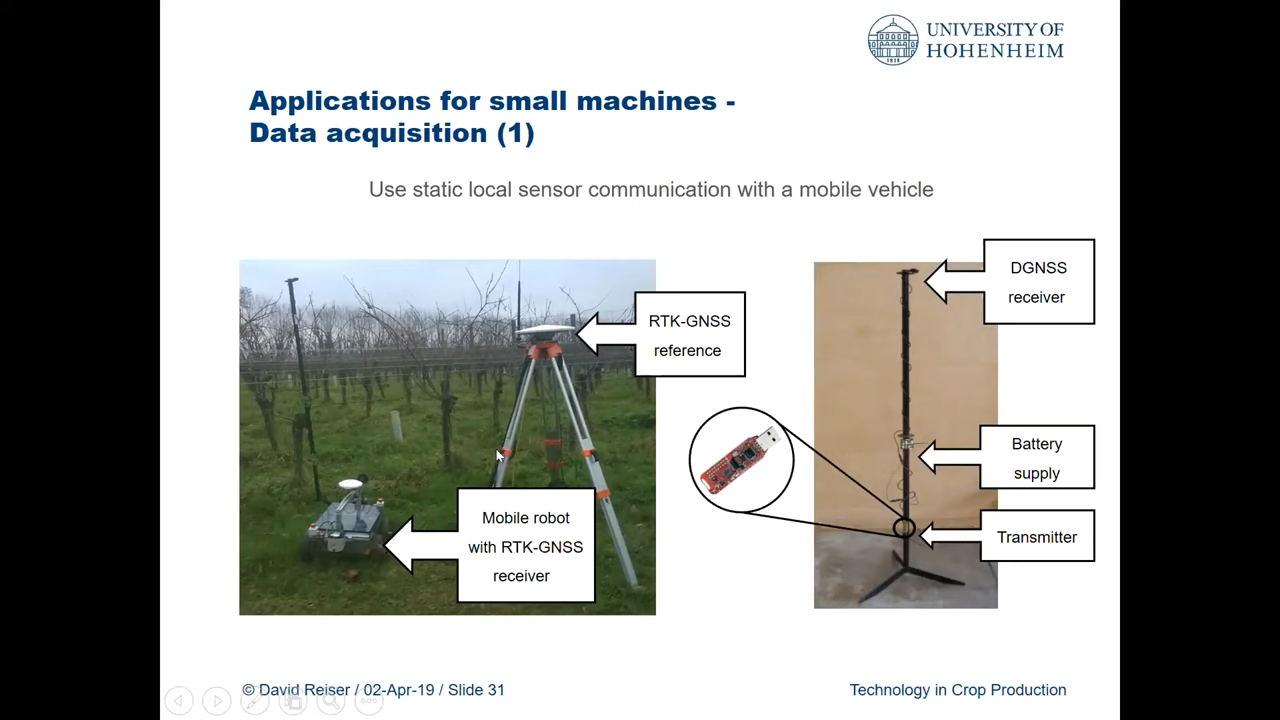 UNIVERSITY OF
HOHENHEIM
1818
Applications for small machines -
Data acquisition (1)
Use static local sensor communication with a mobile vehicle
RTK-GNSS
reference
Mobile robot
with RTK-GNSS
receiver
DGNSS
receiver
Battery
supply
Transmitter
© David Reiser / 02-Apr-19 / Slide 31
Technology in Crop Production